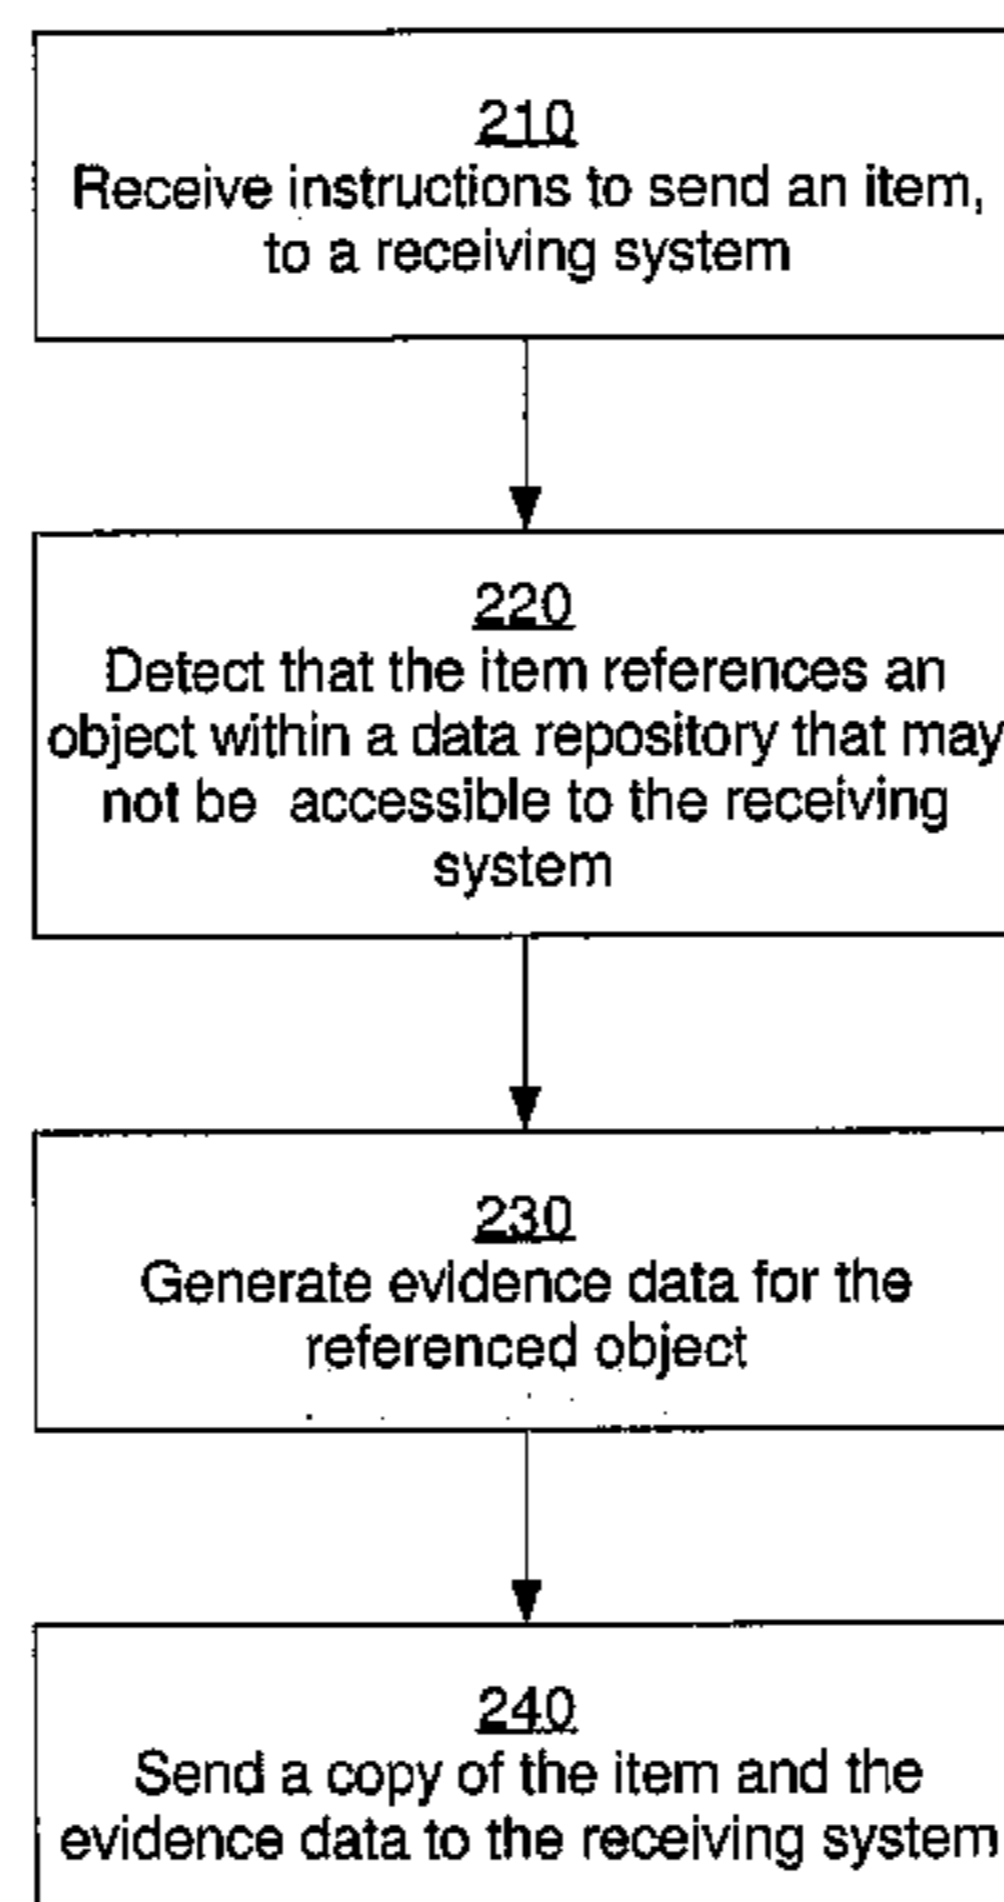 210
Receive instructions to send an item,
to a receiving system
220
Detect that the item references an
object within a data repository that may
not be accessible to the receiving
system
230
Generate evidence data for the
referenced object
240
Send a copy of the item and the
evidence data to the receiving system